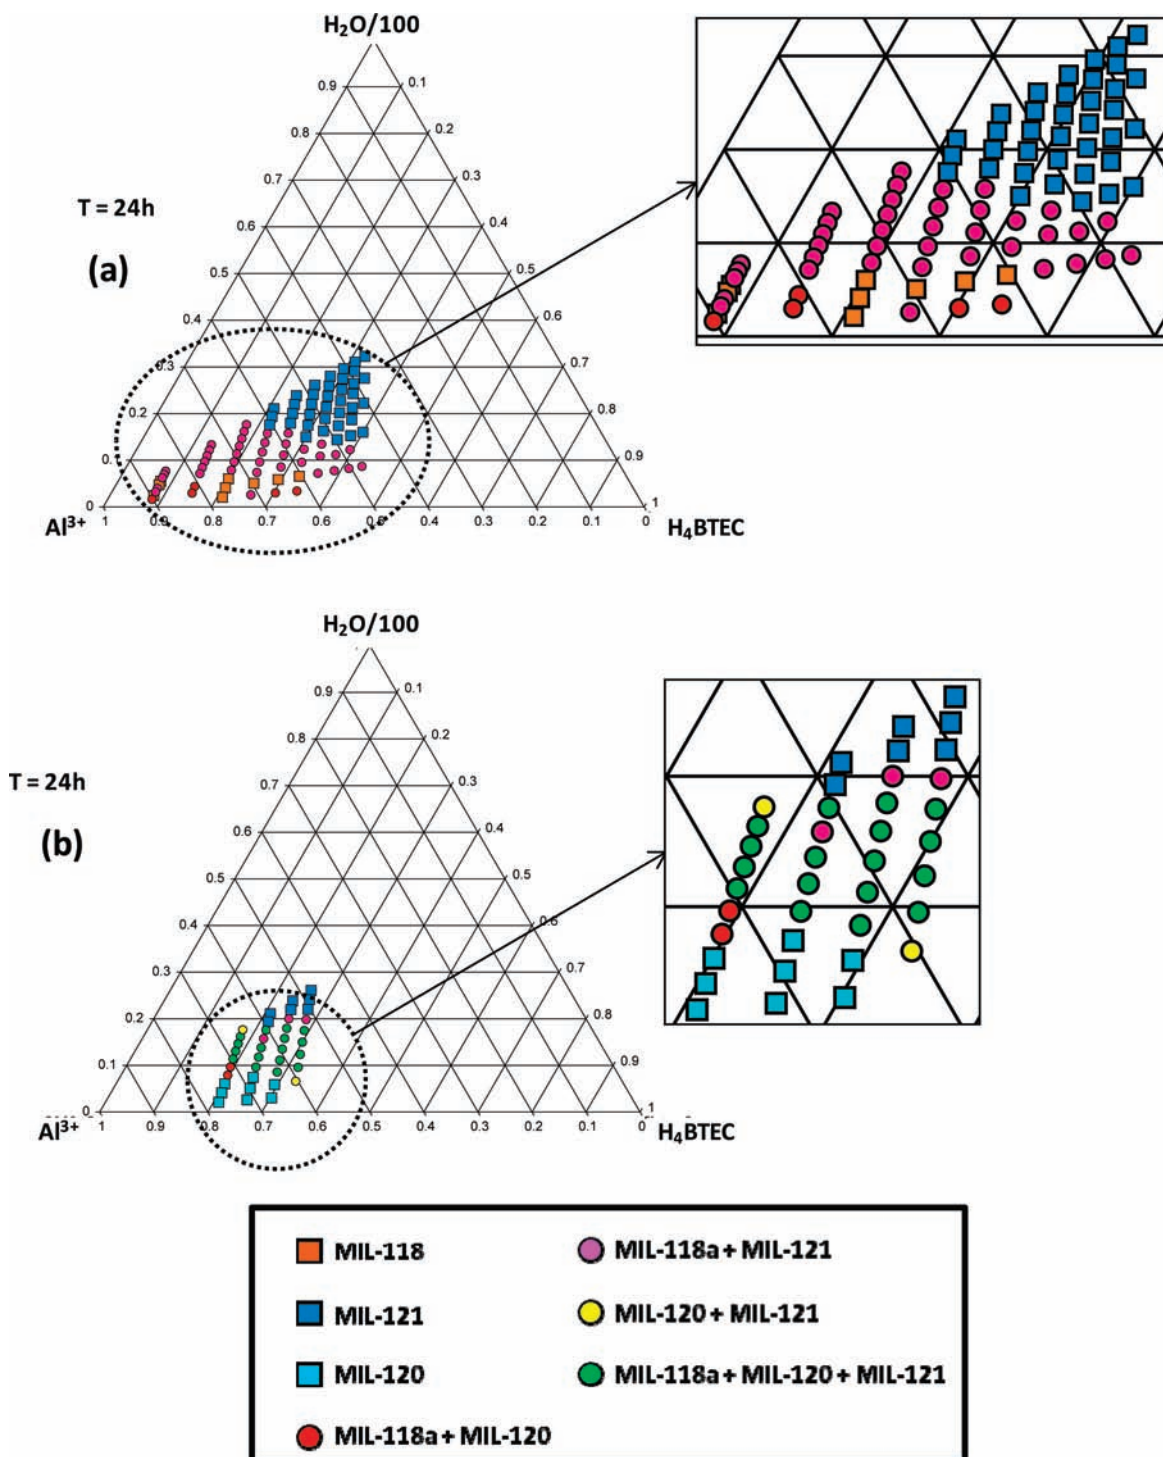 H₂O/100
0.9 0.1
0.8 0.2
T = 24h
0.7 0.3
(a)
0.6 0.4
0.5 0.5
0.4 0.6
0.3 0.7
0.2 0.8
0.1 0.9
0 1
Al³⁺ 1 0.9 0.8 0.7 0.6 0.5 0.4 0.3 0.2 0.1 0 H₄BTEC
H₂O/100
0.9 0.1
0.8 0.2
T = 24h
0.7 0.3
(b)
0.6 0.4
0.5 0.5
0.4 0.6
0.3 0.7
0.2 0.8
0.1 0.9
0 1
Al³⁺ 1 0.9 0.8 0.7 0.6 0.5 0.4 0.3 0.2 0.1 0 H₄BTEC
MIL-118
MIL-118a + MIL-121
MIL-121
MIL-120 + MIL-121
MIL-120
MIL-118a + MIL-120 + MIL-121
MIL-118a + MIL-120